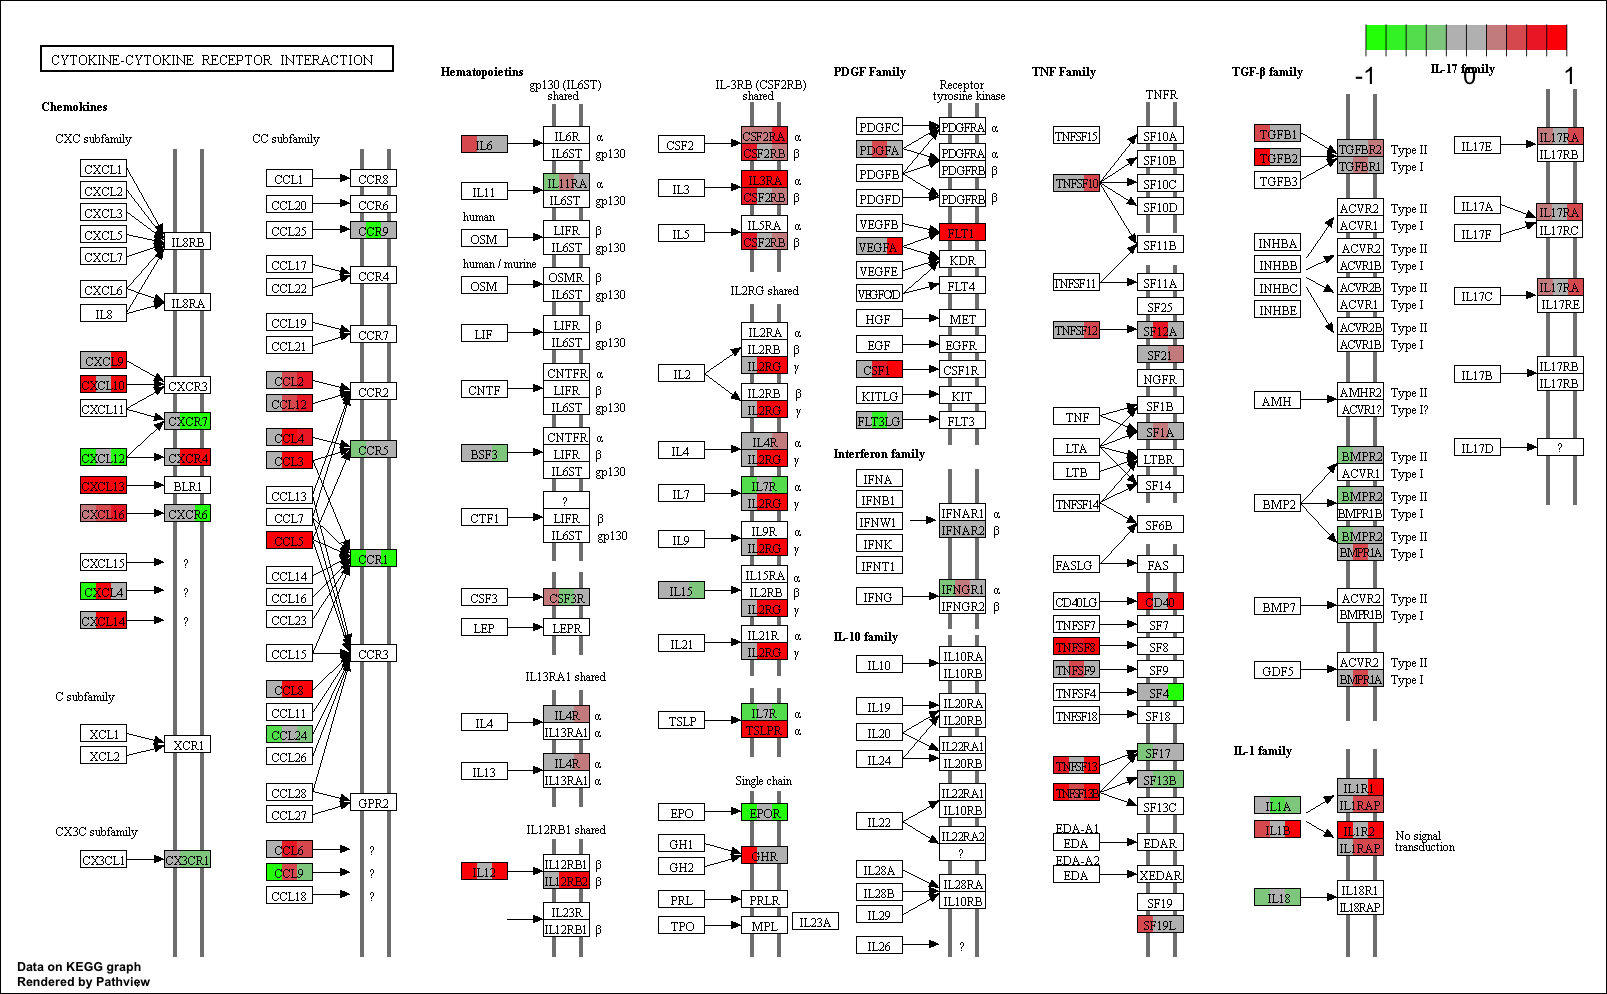 CYTOKINE-CYTOKINE RECEPTOR INTERACTION
-1
0
1
Chemokines
CXC subfamily
CXCL1
CXCL2
CXCL3
CXCL5
CXCL7
CXCL6
IL8
IL8RB
IL8RA
CXCL9
CXCL10
CXCL11
CXCR3
CXCR7
CXCL12
CXCR4
CXCL13
BLR1
CXCL16
CXCR6
CXCL15
?
CXCL4
?
CXCL14
?
C subfamily
XCL1
XCL2
XCR1
CX3C subfamily
CX3CL1
CX3CR1
CC subfamily
CCL1
CCR8
CCL20
CCR6
CCL25
CCR9
CCL17
CCL22
CCR4
CCL19
CCL21
CCR7
CCL2
CCL12
CCR2
CCL4
CCL3
CCR5
CCL13
CCL7
CCL5
CCR1
CCL14
CCL16
CCL23
CCL15
CCR3
CCL8
CCL11
CCL24
CCL26
CCL28
CCL27
GPR2
CCL6
?
CCL9
?
CCL18
?
Hematopoietins
gp130 (IL6ST)
shared
IL6
IL6R
α
IL6ST
gp130
IL11
IL11RA
α
IL6ST
gp130
human
OSM
LIFR
β
IL6ST
gp130
human / murine
OSM
OSMR
β
IL6ST
gp130
LIF
LIFR
β
IL6ST
gp130
CNTF
CNTFR
α
LIFR
β
IL6ST
gp130
BSF3
CNTFR
α
LIFR
β
IL6ST
gp130
CTF1
?
LIFR
β
IL6ST
gp130
CSF3
CSF3R
LEP
LEPR
IL13RA1 shared
IL4
IL4R
α
IL13RA1
α
IL13
IL4R
α
IL13RA1
α
IL12RB1 shared
IL12
IL12RB1
β
IL12RB2
β
IL23R
IL12RB1
β
IL-3RB (CSF2RB)
shared
CSF2
CSF2RA
α
CSF2RB
β
IL3
IL3RA
α
CSF2RB
β
IL5
IL5RA
α
CSF2RB
β
IL2RG shared
IL2
IL2RA
α
IL2RB
β
IL2RG
γ
IL2RB
β
IL2RG
γ
IL4
IL4R
α
IL2RG
γ
IL7
IL7R
α
IL2RG
γ
IL9
IL9R
α
IL2RG
γ
IL15
IL15RA
α
IL2RB
β
IL2RG
γ
IL21
IL21R
α
IL2RG
γ
TSLP
IL7R
α
TSLPR
Single chain
EPO
EPOR
GH1
GH2
GHR
PRL
PRLR
TPO
MPL
IL23A
PDGF Family
Receptor
tyrosine kinase
PDGFC
PDGFA
PDGFB
PDGFD
PDGFRA
α
PDGFRA
α
PDGFRB
β
PDGFRB
β
VEGFB
VEGFA
VEGFE
VEGFC/D
FLT1
KDR
FLT4
HGF
MET
EGF
EGFR
CSF1
CSF1R
KITLG
KIT
FLT3LG
FLT3
Interferon family
IFNA
IFNB1
IFNW1
IFNK
IFNT1
IFNAR1
α
IFNAR2
β
IFNG
IFNGR1
α
IFNGR2
β
IL-10 family
IL10
IL10RA
IL10RB
IL19
IL20
IL24
IL20RA
IL20RB
IL22RA1
IL20RB
IL22
IL22RA1
IL10RB
IL22RA2
?
IL28A
IL28B
IL29
IL28RA
IL10RB
IL26
?
TNF Family
TNFR
TNFSF15
SF10A
SF10B
TNFSF10
SF10C
SF10D
SF11B
TNFSF11
SF11A
SF25
TNFSF12
SF12A
SF21
NGFR
TNF
SF1B
SF1A
LTA
LTB
LTBR
TNFSF14
SF14
SF6B
FASLG
FAS
CD40LG
CD40
TNFSF7
SF7
TNFSF8
SF8
TNFSF9
SF9
TNFSF4
SF4
TNFSF18
SF18
TNFSF13
SF17
TNFSF13B
SF13B
SF13C
EDA-A1
EDA
EDAR
EDA-A2
EDA
XEDAR
SF19
SF19L
TGF-β family
TGFB1
TGFB2
TGFB3
TGFBR2
Type II
TGFBR1
Type I
INHBA
INHBB
INHBC
INHBE
ACVR2
Type II
ACVR1
Type I
ACVR2
Type II
ACVR1B
Type I
ACVR2B
Type II
ACVR1
Type I
ACVR2B
Type II
ACVR1B
Type I
AMH
AMHR2
Type II
ACVR1?
Type I?
BMP2
BMPR2
Type II
ACVR1
Type I
BMPR2
Type II
BMPR1B
Type I
BMPR2
Type II
BMPR1A
Type I
BMP7
ACVR2
Type II
BMPR1B
Type I
GDF5
ACVR2
Type II
BMPR1A
Type I
IL-1 family
IL1A
IL1B
IL1R1
IL1RAP
IL1R2
IL1RAP
No signal
transduction
IL18
IL18R1
IL18RAP
IL-17 family
IL17E
IL17RA
IL17RB
IL17A
IL17F
IL17RA
IL17RC
IL17C
IL17RA
IL17RE
IL17B
IL17RB
IL17RB
IL17D
?
Data on KEGG graph
Rendered by Pathview